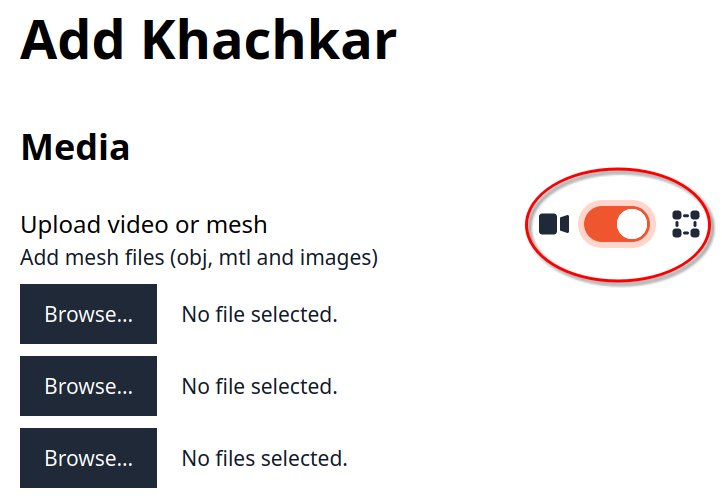 Add Khachkar
Media
Upload video or mesh
Add mesh files (obj, mtl and images)
Browse... No file selected.
Browse... No file selected.
Browse... No files selected.